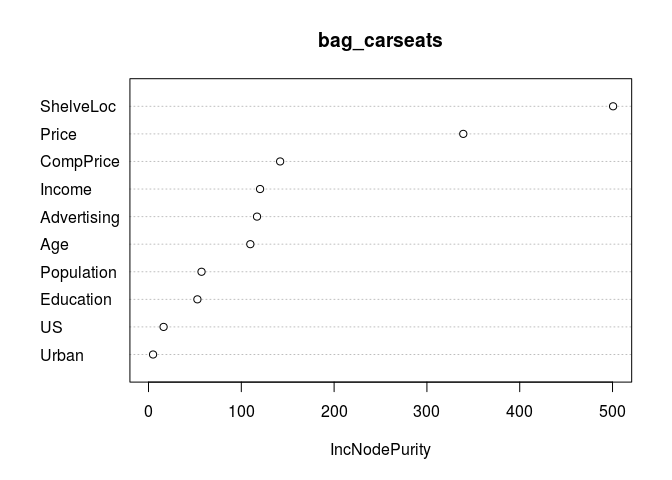 bag_carseats
ShelveLoc
Price
CompPrice
Income
Advertising
Age
Population
Education
US
Urban
0 100 200 300 400 500
IncNodePurity